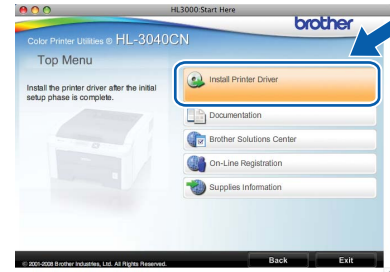 HL3000:Start Here
brother
Color Printer Utilities ® HL-3040CN
Top Menu
Install the printer driver after the initial
setup phase is complete.
Install Printer Driver
Documentation
Brother Solutions Center
On-Line Registration
Supplies Information
© 2001-2008 Brother Industries, Ltd. All Rights Reserved.
Back
Exit